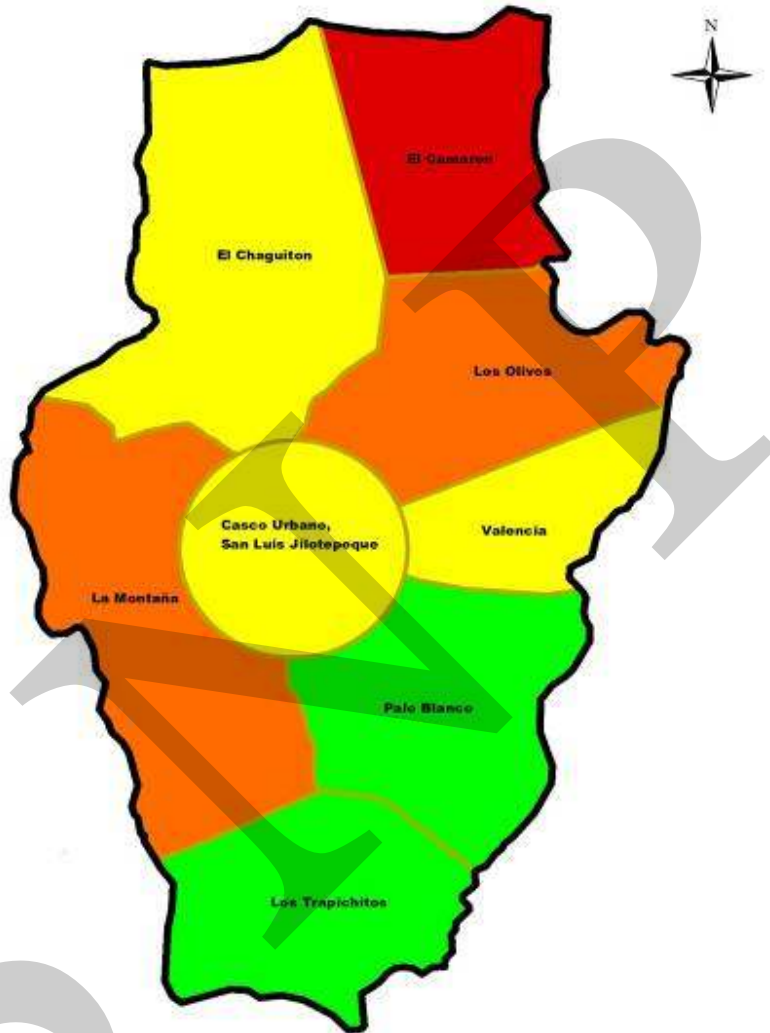 N
El Camaron
El Chaguiton
Los Olivos
Casco Urbano,
San Luis Jilotepeque
Valencia
La Montaña
Palo Blanco
Los Trapichitos